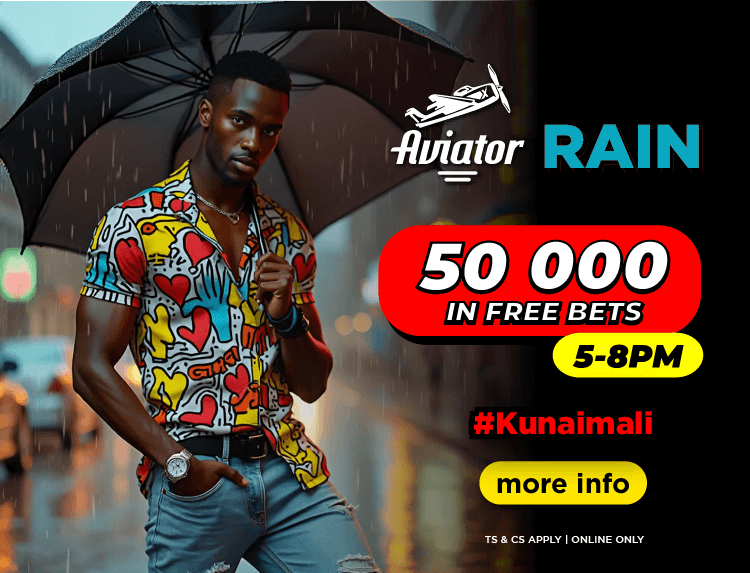 Aviator RAIN
50 000
IN FREE BETS
5-8PM
#Kunaimali
more info
TS & CS APPLY | ONLINE ONLY